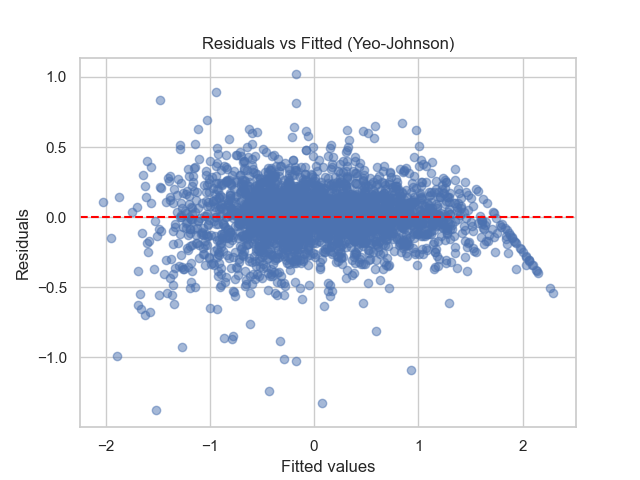 Residuals vs Fitted (Yeo-Johnson)
1.0
0.5
0.0
−0.5
−1.0
Residuals
−2 −1 0 1 2
Fitted values